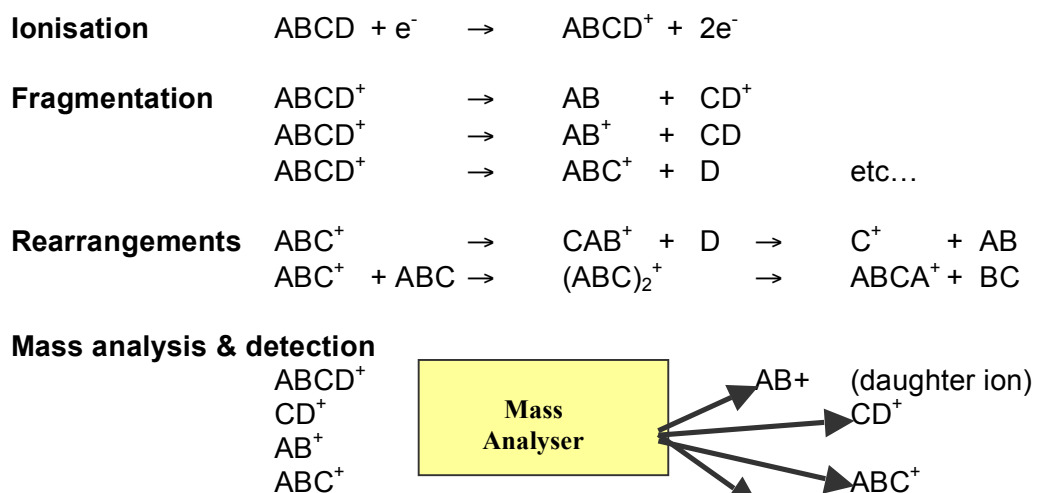 Ionisation ABCD + e⁻ → ABCD⁺ + 2e⁻
Fragmentation ABCD⁺ → AB + CD⁺
ABCD⁺ → AB⁺ + CD
ABCD⁺ → ABC⁺ + D etc…
Rearrangements ABC⁺ → CAB⁺ + D → C⁺ + AB
ABC⁺ + ABC → (ABC)₂⁺ → ABCA⁺ + BC
Mass analysis & detection
ABCD⁺ AB+ (daughter ion)
CD⁺ Mass CD⁺
AB⁺ Analyser
ABC⁺ ABC⁺